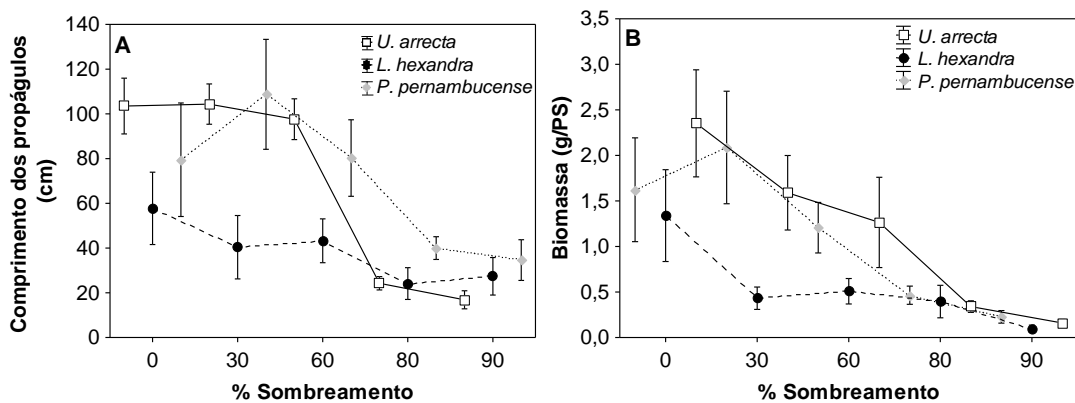 A
U. arrecta
L. hexandra
P. pernambucense
Comprimento dos propágulos
(cm)
140
120
100
80
60
40
20
0
0 30 60 80 90
% Sombreamento
B
U. arrecta
L. hexandra
P. pernambucense
Biomassa (g/PS)
3,5
3,0
2,5
2,0
1,5
1,0
0,5
0,0
0 30 60 80 90
% Sombreamento